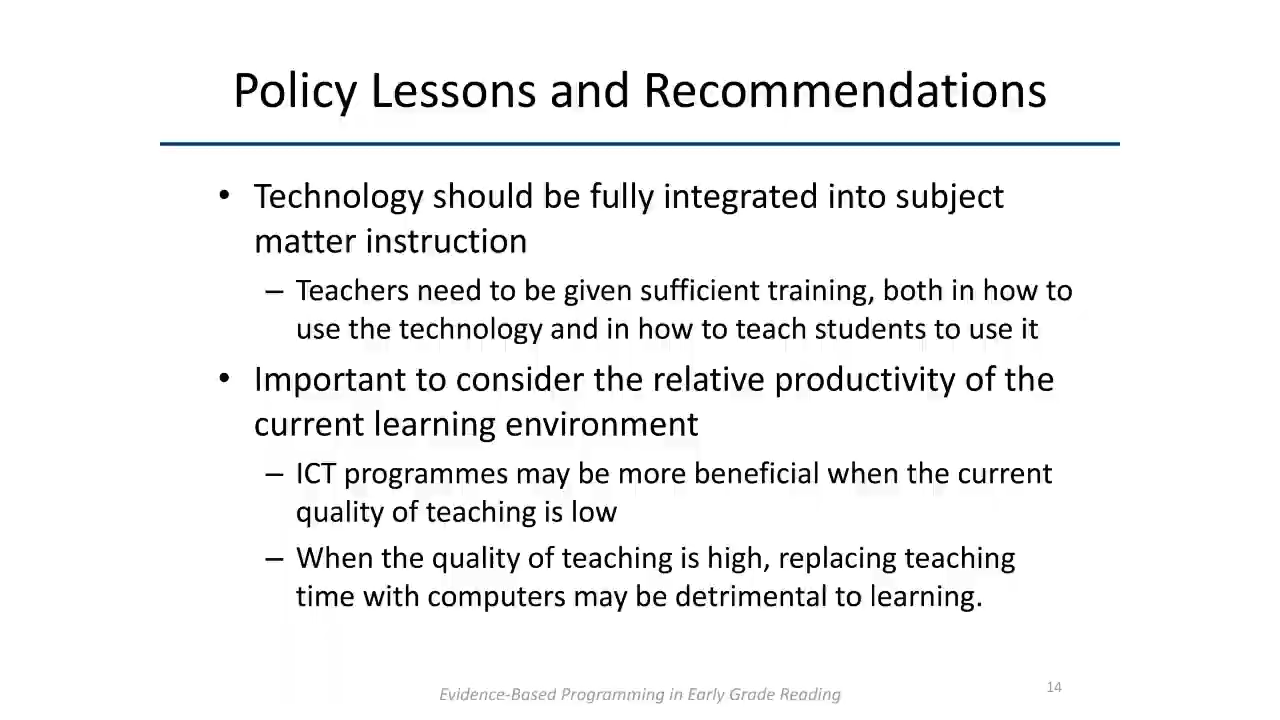 Policy Lessons and Recommendations
• Technology should be fully integrated into subject
matter instruction
– Teachers need to be given sufficient training, both in how to
use the technology and in how to teach students to use it
• Important to consider the relative productivity of the
current learning environment
– ICT programmes may be more beneficial when the current
quality of teaching is low
– When the quality of teaching is high, replacing teaching
time with computers may be detrimental to learning.
Evidence-Based Programming in Early Grade Reading
14